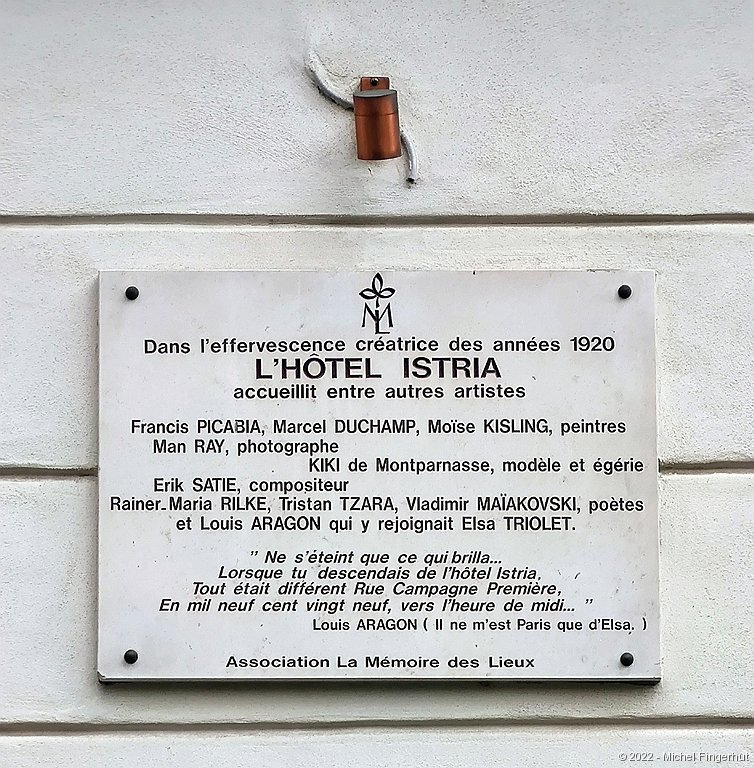 Dans l'effervescence créatrice des années 1920
L'HÔTEL ISTRIA
accueillit entre autres artistes
Francis PICABIA, Marcel DUCHAMP, Moïse KISLING, peintres
Man RAY, photographe
KIKI de Montparnasse, modèle et égérie
Erik SATIE, compositeur
Rainer-Maria RILKE, Tristan TZARA, Vladimir MAÏAKOVSKI, poètes
et Louis ARAGON qui y rejoignait Elsa TRIOLET.
" Ne s'éteint que ce qui brilla...
Lorsque tu descendais de l'hôtel Istria,
Tout était différent Rue Campagne Première,
En mil neuf cent vingt neuf, vers l'heure de midi... "
Louis ARAGON ( Il ne m'est Paris que d'Elsa. )
Association La Mémoire des Lieux
© 2022 - Michel Fingerhut